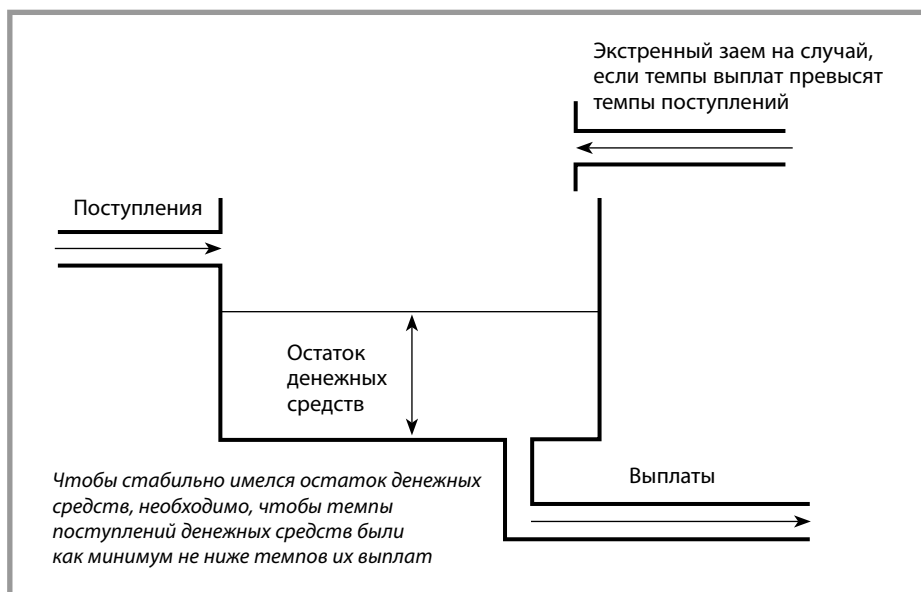 Экстренный заем на случай,
если темпы выплат превысят
темпы поступлений
Поступления
Остаток
денежных
средств
Выплаты
Чтобы стабильно имелся остаток денежных
средств, необходимо, чтобы темпы
поступлений денежных средств были
как минимум не ниже темпов их выплат